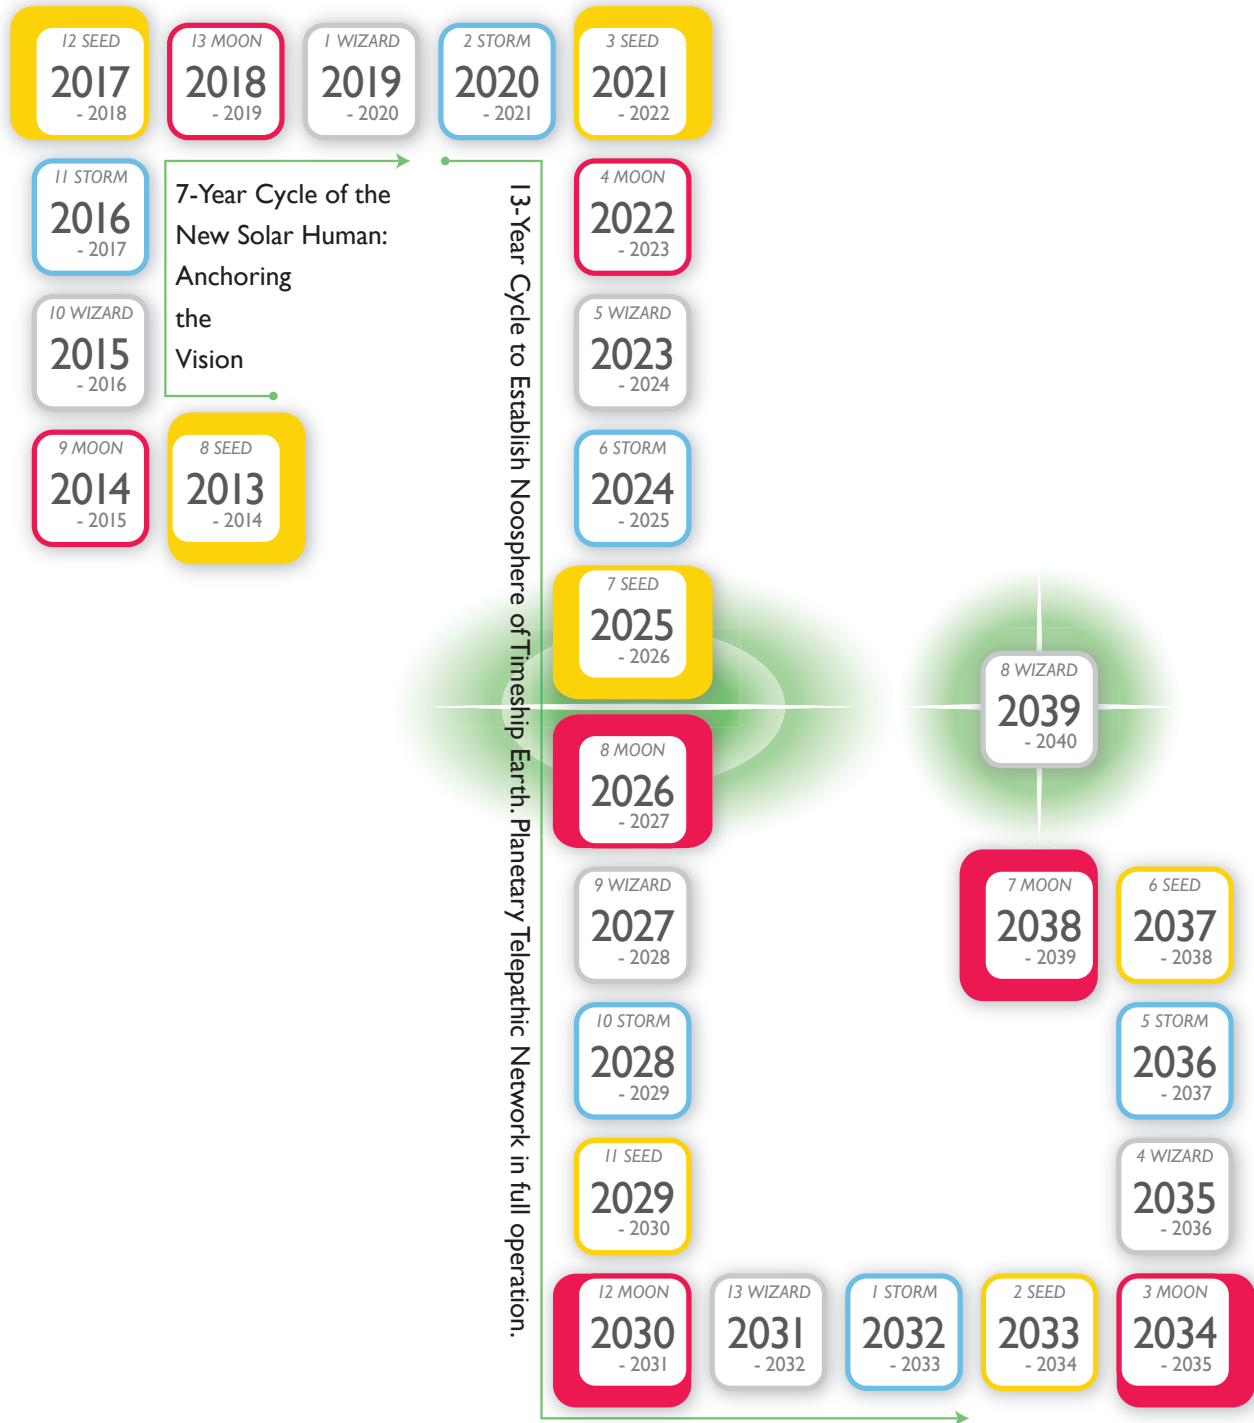 12 SEED
2017
- 2018
13 MOON
2018
- 2019
1 WIZARD
2019
- 2020
2 STORM
2020
- 2021
3 SEED
2021
- 2022
11 STORM
2016
- 2017
7-Year Cycle of the
New Solar Human:
Anchoring
the
Vision
10 WIZARD
2015
- 2016
9 MOON
2014
- 2015
8 SEED
2013
- 2014
13-Year Cycle to Establish Noosphere of Timeship Earth. Planetary Telepathic Network in full operation.
4 MOON
2022
- 2023
5 WIZARD
2023
- 2024
6 STORM
2024
- 2025
7 SEED
2025
- 2026
8 MOON
2026
- 2027
9 WIZARD
2027
- 2028
10 STORM
2028
- 2029
11 SEED
2029
- 2030
12 MOON
2030
- 2031
13 WIZARD
2031
- 2032
1 STORM
2032
- 2033
2 SEED
2033
- 2034
3 MOON
2034
- 2035
4 WIZARD
2035
- 2036
5 STORM
2036
- 2037
6 SEED
2037
- 2038
7 MOON
2038
- 2039
8 WIZARD
2039
- 2040